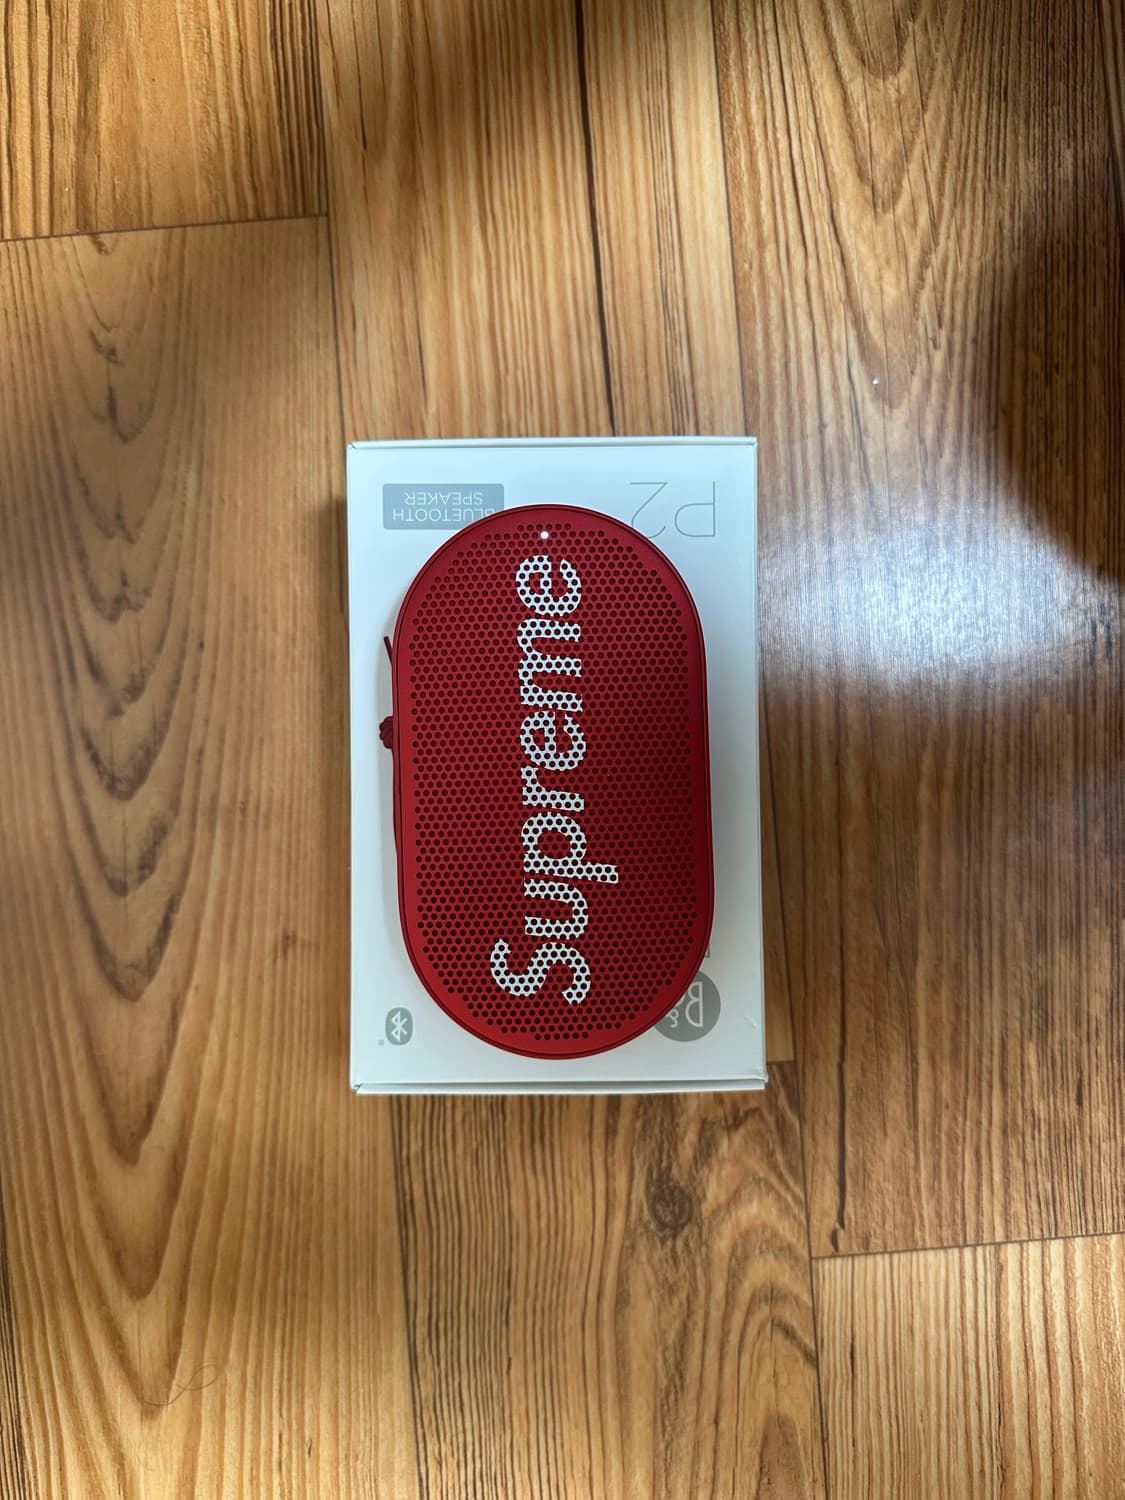 Supreme
P2
BLUETOOTH
SPEAKER
B&